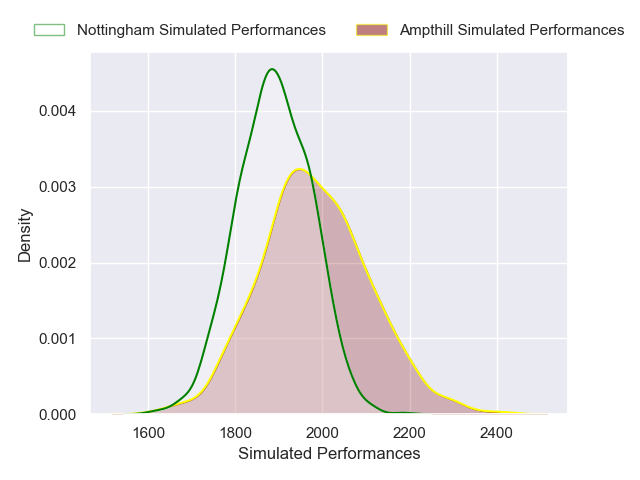 Nottingham Simulated Performances Ampthill Simulated Performances
0.004
0.003
0.002
0.001
0.000
Density
1600 1800 2000 2200 2400
Simulated Performances